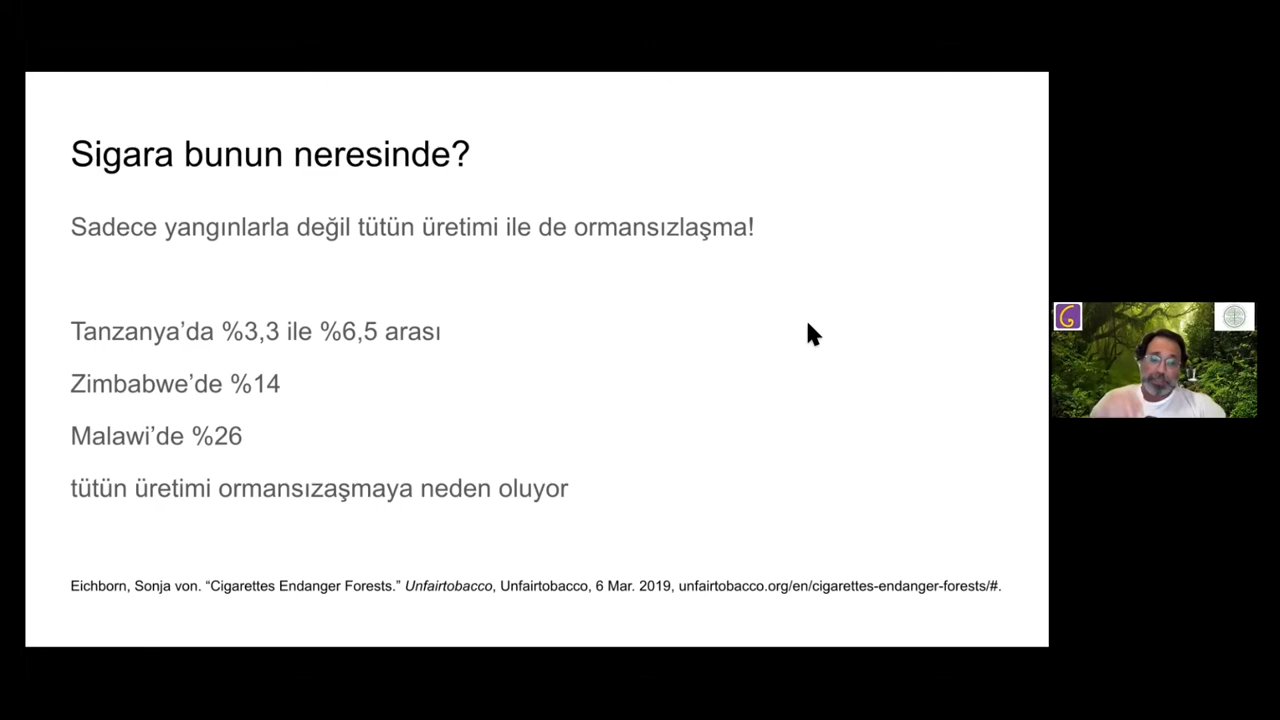 Sigara bunun neresinde?
Sadece yangınlarla değil tütün üretimi ile de ormansızlaşma!
Tanzanya’da %3,3 ile %6,5 arası
Zimbabwe’de %14
Malawi’de %26
tütün üretimi ormansızaşmaya neden oluyor
Eichborn, Sonja von. “Cigarettes Endanger Forests.” Unfairtobacco, Unfairtobacco, 6 Mar. 2019, unfairtobacco.org/en/cigarettes-endanger-forests/#.